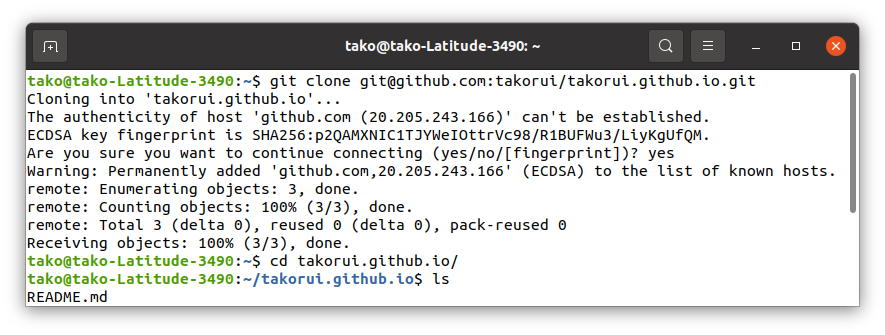 tako@tako-Latitude-3490: ~
tako@tako-Latitude-3490:~$ git clone git@github.com:takorui/takorui.github.io.git
Cloning into 'takorui.github.io'...
The authenticity of host 'github.com (20.205.243.166)' can't be established.
ECDSA key fingerprint is SHA256:p2QAMXNIC1TJYWeIOttrVc98/R1BUFWu3/LiyKgUfQM.
Are you sure you want to continue connecting (yes/no/[fingerprint])? yes
Warning: Permanently added 'github.com,20.205.243.166' (ECDSA) to the list of known hosts.
remote: Enumerating objects: 3, done.
remote: Counting objects: 100% (3/3), done.
remote: Total 3 (delta 0), reused 0 (delta 0), pack-reused 0
Receiving objects: 100% (3/3), done.
tako@tako-Latitude-3490:~$ cd takorui.github.io/
tako@tako-Latitude-3490:~/takorui.github.io$ ls
README.md